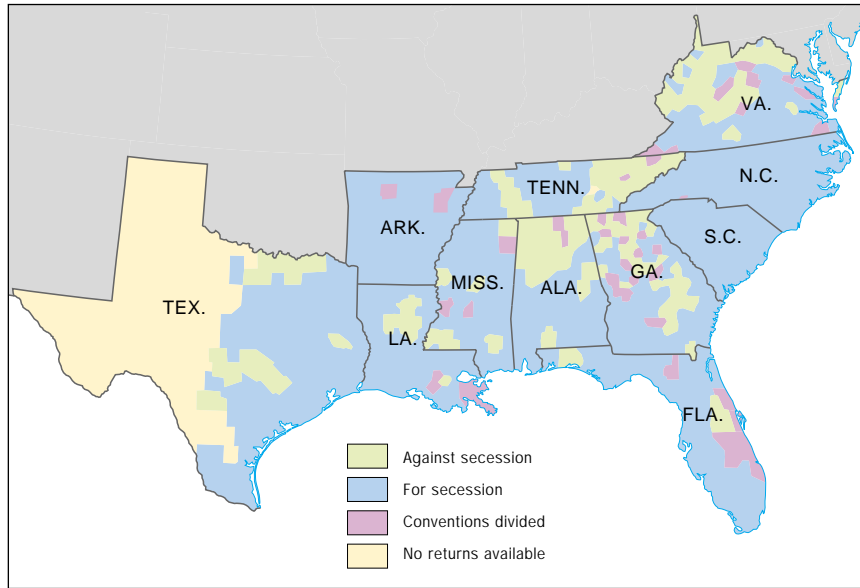 VA.
TENN.
N.C.
ARK.
S.C.
MISS.
ALA.
GA.
TEX.
LA.
FLA.
Against secession
For secession
Conventions divided
No returns available